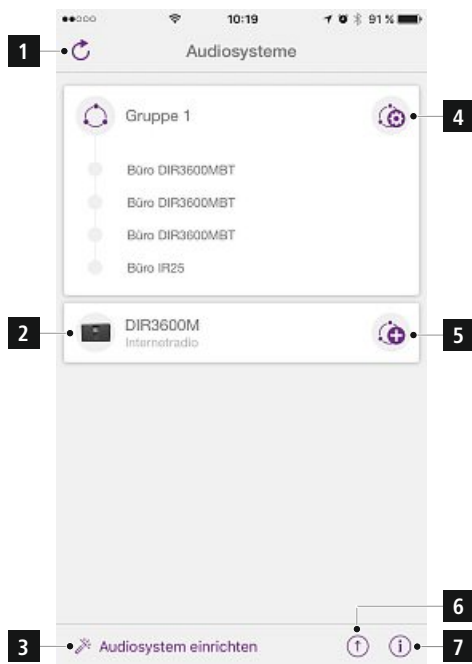 10:19 91 %
1 Audiosysteme
Gruppe 1 4
Büro DIR3600MBT
Büro DIR3600MBT
Büro DIR3600MBT
Büro IR25
2 DIR3600M 5
Internetradio
6
3 Audiosystem einrichten i 7